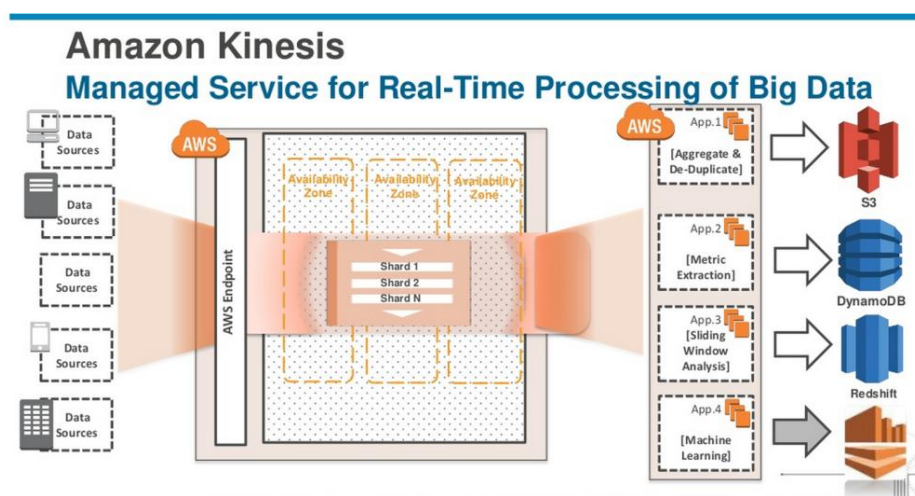 Amazon Kinesis
Managed Service for Real-Time Processing of Big Data
Data
Sources
Data
Sources
Data
Sources
Data
Sources
Data
Sources
AWS
AWS Endpoint
Availability
Zone
Availability
Zone
Availability
Zone
Shard 1
Shard 2
Shard N
AWS
App.1
[Aggregate &
De-Duplicate]
App.2
[Metric
Extraction]
App.3
[Sliding
Window
Analysis]
App.4
[Machine
Learning]
S3
DynamoDB
Redshift